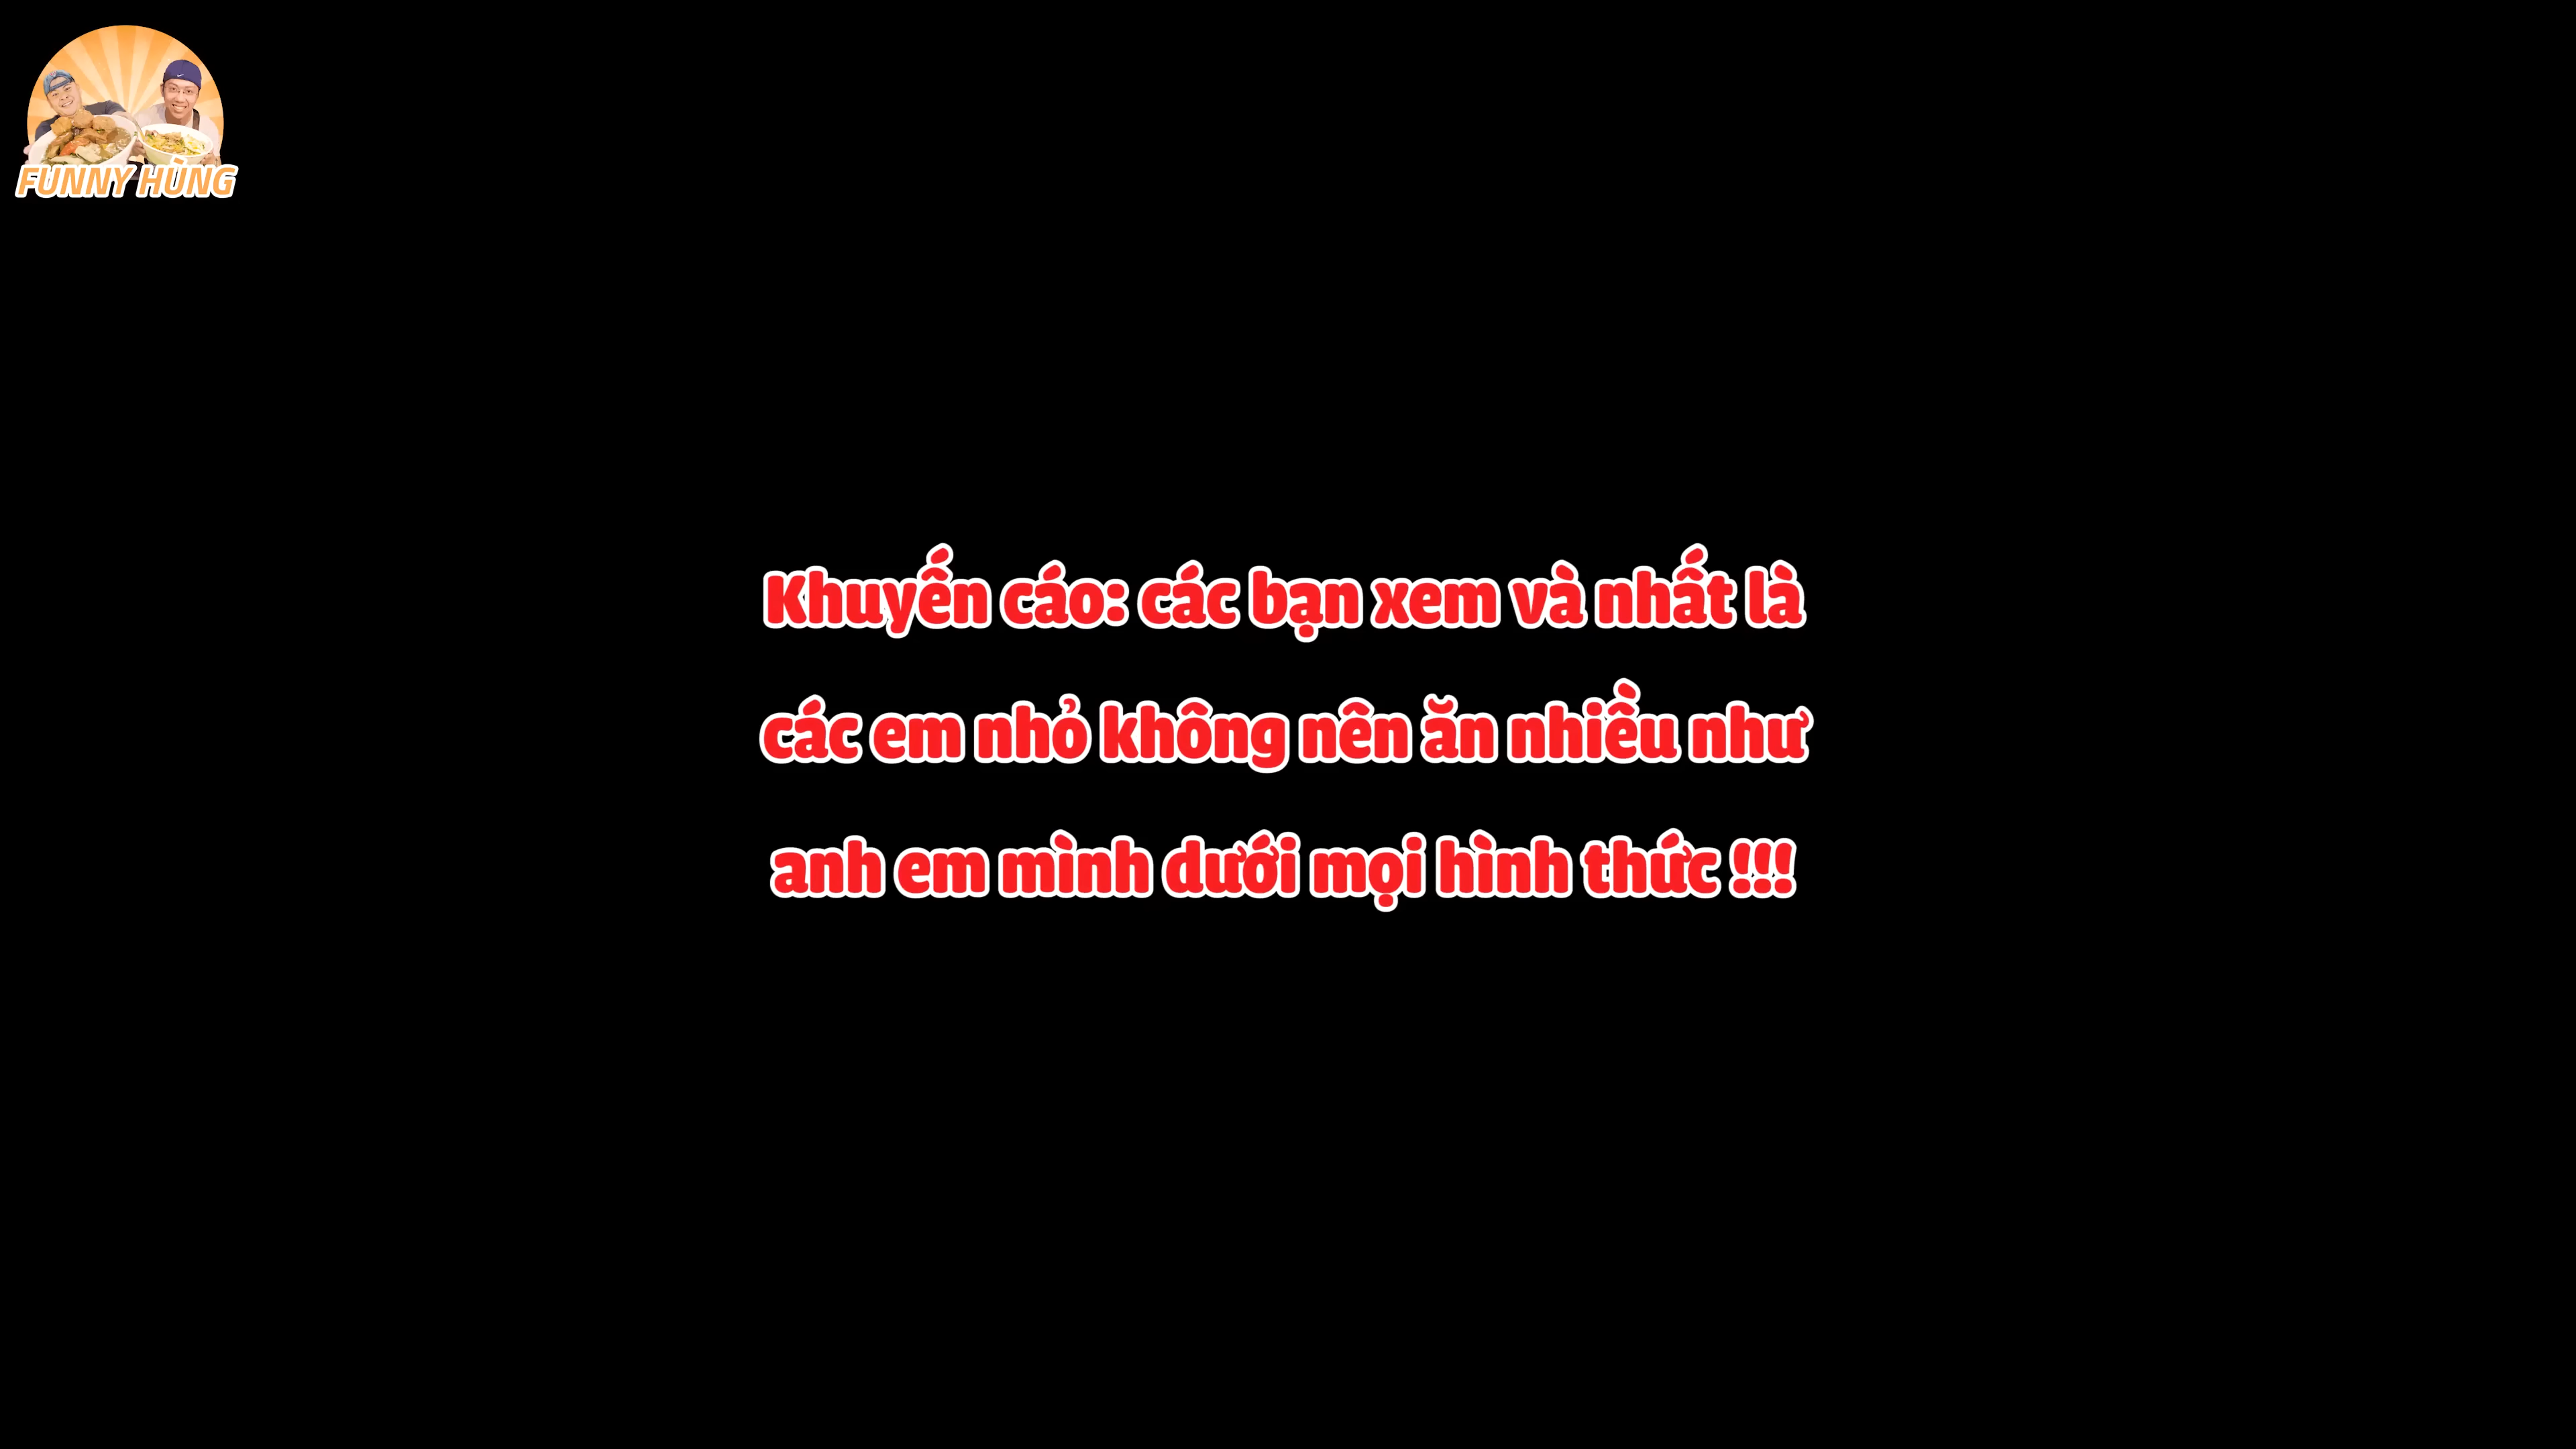 FUNNY HÙNG
Khuyến cáo: các bạn xem và nhất là
các em nhỏ không nên ăn nhiều như
anh em mình dưới mọi hình thức !!!